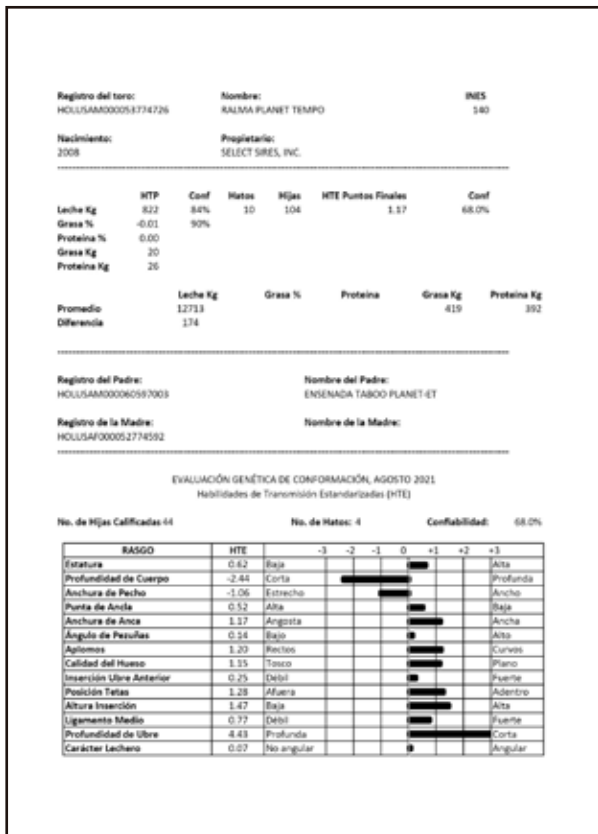 Registro del toro: Nombre: INES
HOLUSAM000053774726 RALMA PLANET TEMPO 140
Nacimiento: Propietario:
2008 SELECT SIRES, INC.
HTP Conf Hatos Hijas HTE Puntos Finales Conf
Leche Kg 822 84% 10 104 1.17 68.0%
Grasa % -0.01 90%
Proteina % 0.00
Grasa Kg 20
Proteina Kg 26
Leche Kg Grasa % Proteina Grasa Kg Proteina Kg
Promedio 12713 419 392
Diferencia 174
Registro del Padre: Nombre del Padre:
HOLUSAM000060597003 ENSENADA TABOO PLANET-ET
Registro de la Madre: Nombre de la Madre:
HOLUSAF000052774592
EVALUACIÓN GENÉTICA DE CONFORMACIÓN, AGOSTO 2021
Habilidades de Transmisión Estandarizadas (HTE)
No. de Hijas Calificadas 44 No. de Hatos: 4 Confiabilidad: 68.0%
RASGO HTE -3 -2 -1 0 +1 +2 +3
Estatura 0.62 Baja Alta
Profundidad de Cuerpo -2.44 Corta Profunda
Anchura de Pecho -1.06 Estrecho Ancho
Punta de Ancla 0.52 Alta Baja
Anchura de Anca 1.17 Angosta Ancha
Ángulo de Pezuñas 0.14 Bajo Alto
Aplomos 1.20 Rectos Curvos
Calidad del Hueso 1.15 Tosco Plano
Inserción Ubre Anterior 0.25 Débil Fuerte
Posición Tetas 1.28 Afuera Adentro
Altura Inserción 1.47 Baja Alta
Ligamento Medio 0.77 Débil Fuerte
Profundidad de Ubre 4.43 Profunda Corta
Carácter Lechero 0.07 No angular Angular